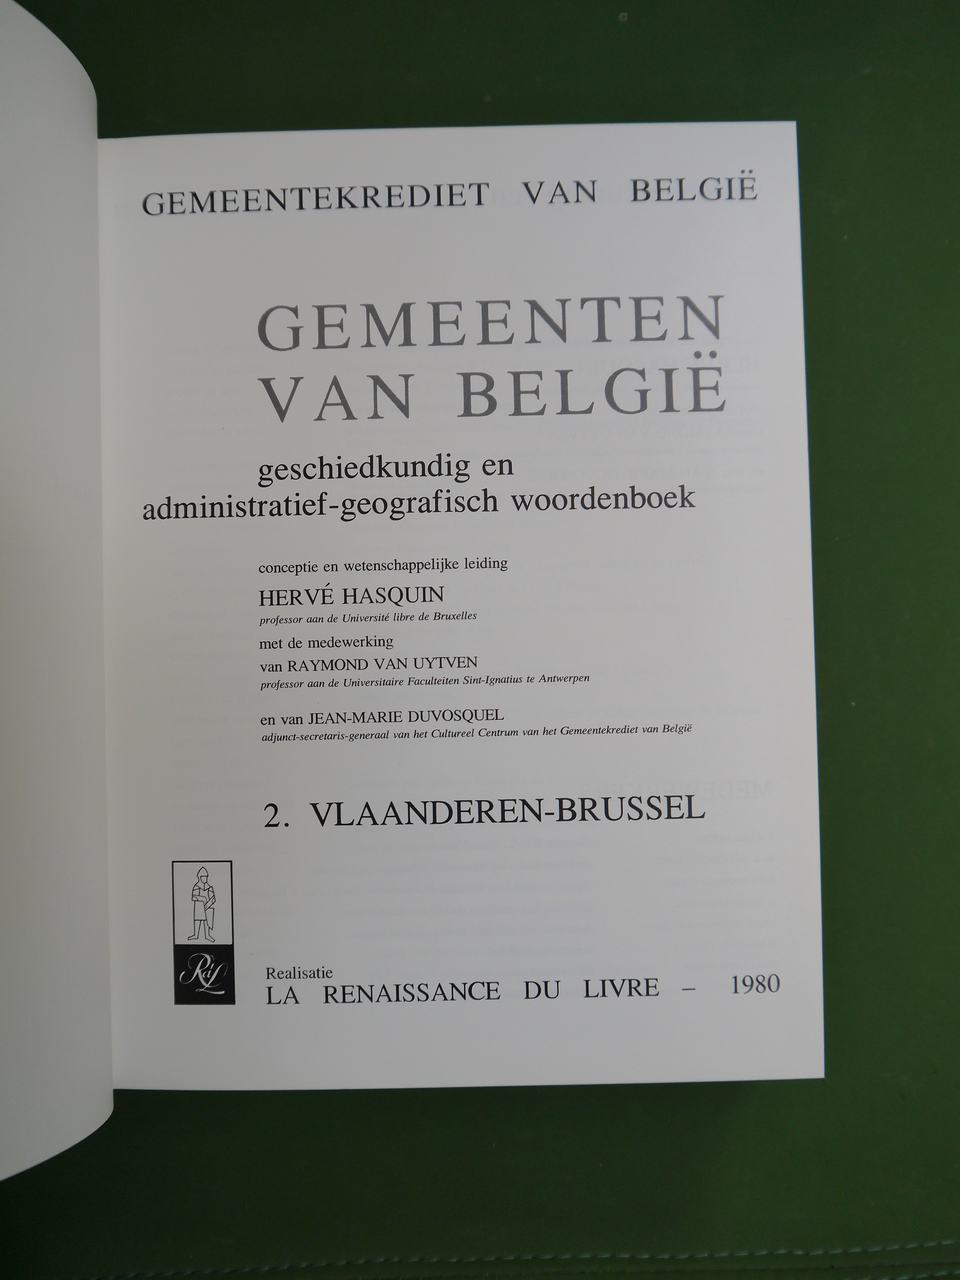 GEMEENTEKREDIET VAN BELGIË
GEMEENTEN
VAN BELGIË
geschiedkundig en
administratief-geografisch woordenboek
conceptie en wetenschappelijke leiding
HERVÉ HASQUIN
professor aan de Université libre de Bruxelles
met de medewerking
van RAYMOND VAN UYTVEN
professor aan de Universitaire Faculteiten Sint-Ignatius te Antwerpen
en van JEAN-MARIE DUVOSQUEL
adjunct-secretaris-generaal van het Cultureel Centrum van het Gemeentekrediet van België
2. VLAANDEREN-BRUSSEL
RdL
Realisatie
LA RENAISSANCE DU LIVRE – 1980